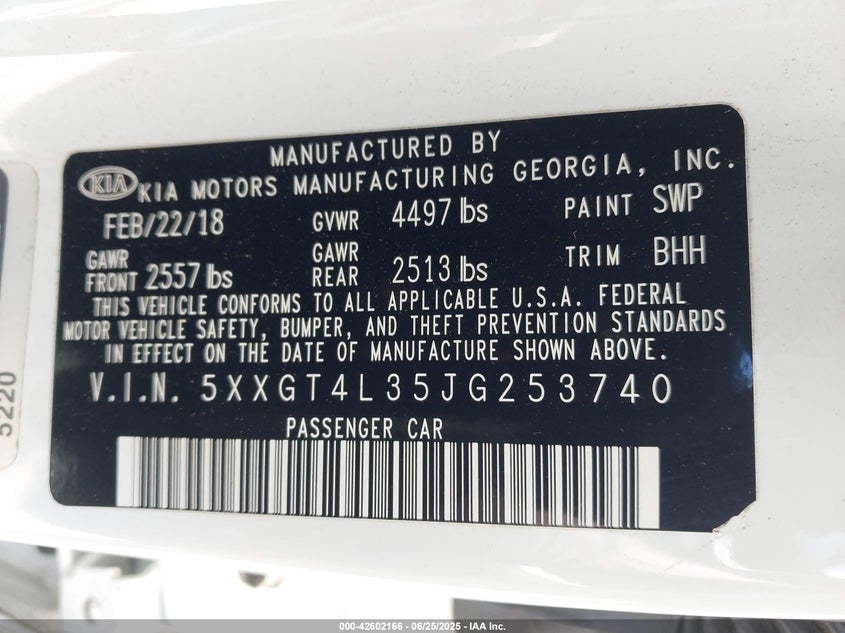 MANUFACTURED BY
KIA KIA MOTORS MANUFACTURING GEORGIA, INC.
FEB/22/18 GVWR 4497 lbs PAINT SWP
GAWR FRONT 2557 lbs GAWR REAR 2513 lbs TRIM BHH
THIS VEHICLE CONFORMS TO ALL APPLICABLE U.S.A. FEDERAL
MOTOR VEHICLE SAFETY, BUMPER, AND THEFT PREVENTION STANDARDS
IN EFFECT ON THE DATE OF MANUFACTURE SHOWN ABOVE.
V.I.N. 5XXGT4L35JG253740
PASSENGER CAR
5220
000-42602166 - 06/25/2025 - IAA Inc.